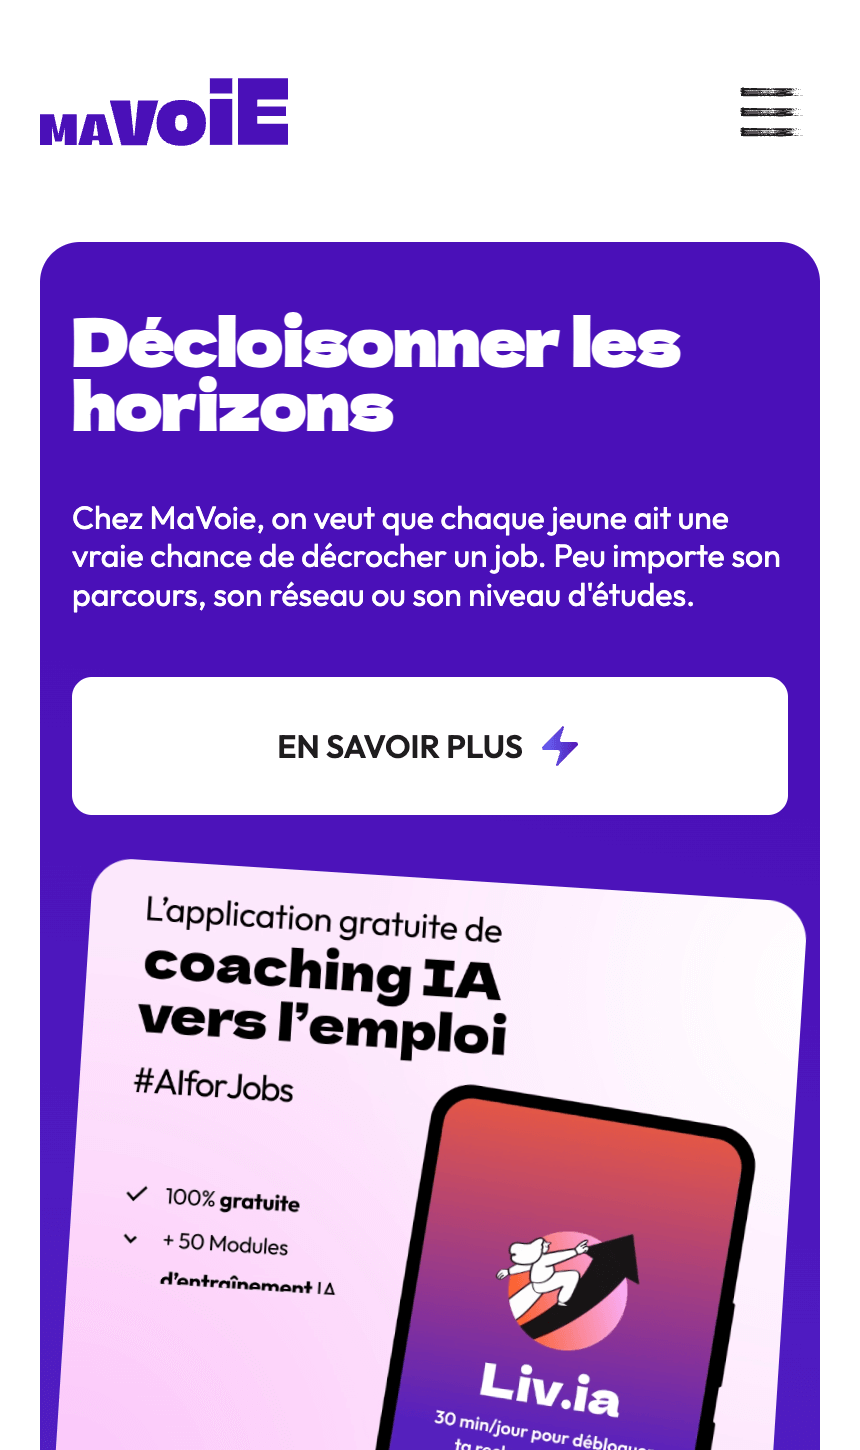 MAVOiE
Décloisonner les
horizons
Chez MaVoie, on veut que chaque jeune ait une
vraie chance de décrocher un job. Peu importe son
parcours, son réseau ou son niveau d'études.
EN SAVOIR PLUS
L’application gratuite de
coaching IA
vers l’emploi
#AIforJobs
100% gratuite
+ 50 Modules
d’entraînement IA
Liv.ia
30 min/jour pour débloquer
ta